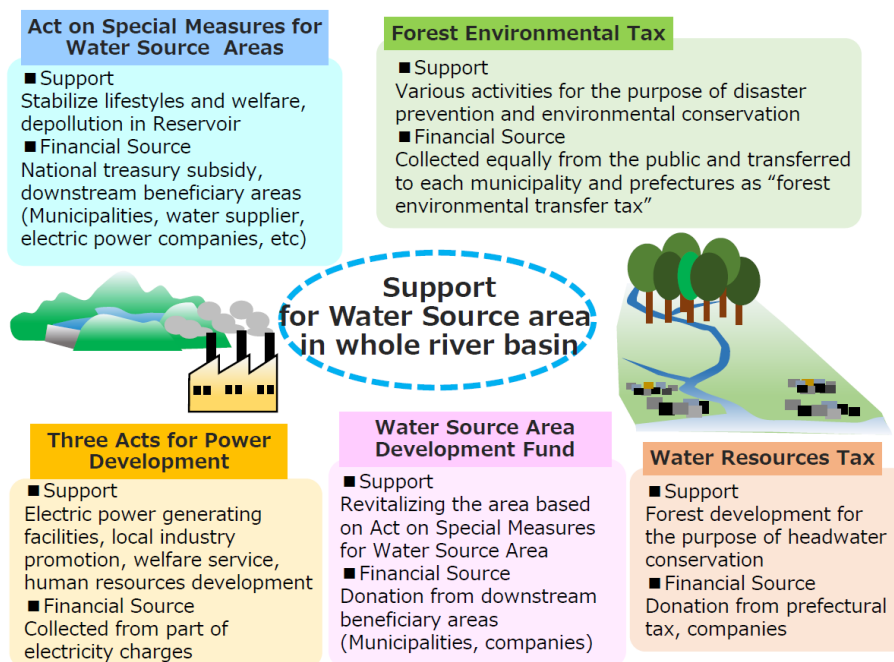 Act on Special Measures for
Water Source Areas
■Support
Stabilize lifestyles and welfare,
depollution in Reservoir
■Financial Source
National treasury subsidy,
downstream beneficiary areas
(Municipalities, water supplier,
electric power companies, etc)
Forest Environmental Tax
■Support
Various activities for the purpose of disaster
prevention and environmental conservation
■Financial Source
Collected equally from the public and transferred
to each municipality and prefectures as “forest
environmental transfer tax”
Support
for Water Source area
in whole river basin
Three Acts for Power
Development
■Support
Electric power generating
facilities, local industry
promotion, welfare service,
human resources development
■Financial Source
Collected from part of
electricity charges
Water Source Area
Development Fund
■Support
Revitalizing the area based
on Act on Special Measures
for Water Source Area
■Financial Source
Donation from downstream
beneficiary areas
(Municipalities, companies)
Water Resources Tax
■Support
Forest development for
the purpose of headwater
conservation
■Financial Source
Donation from prefectural
tax, companies